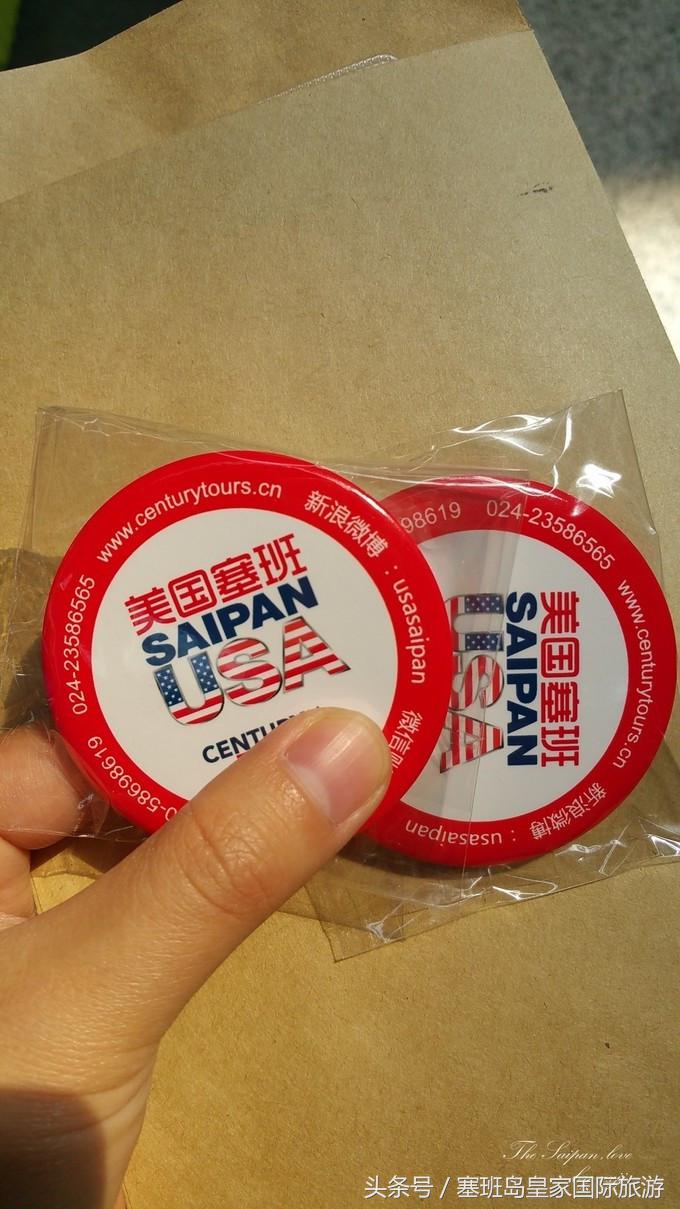 www.centurytours.cn
新浪微博：usasaipan
微信
024-23586565
0-58698619
美国塞班
SAIPAN
USA
CENTURY
98619
024-23586565
www.centurytours.cn
新浪微博：usasaipan
美国塞班
SAIPAN
USA
The Saipan.love
头条号 / 塞班岛皇家国际旅游